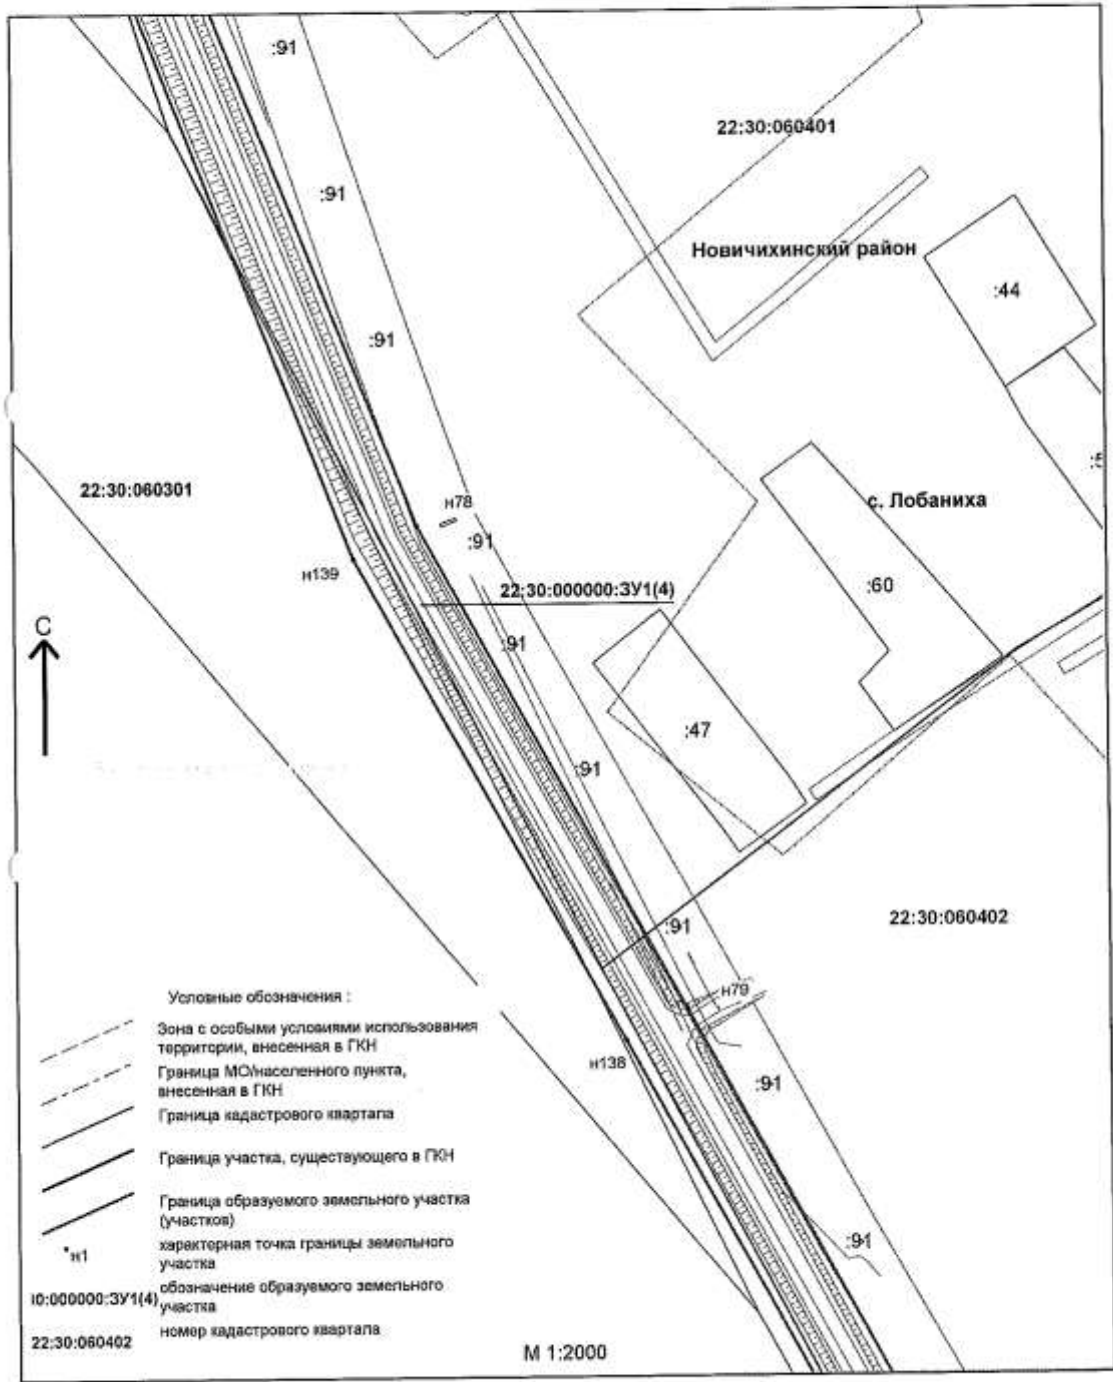 :91
22:30:060401
:91
Новичихинский район
:44
:91
22:30:060301
н78
с. Лобаниха
:91
н139
22:30:000000:ЗУ1(4)
:60
С
:91
:47
:91
22:30:060402
:91
н79
н138
:91
:91
Условные обозначения :
Зона с особыми условиями использования
территории, внесенная в ГКН
Граница МО/населенного пункта,
внесенная в ГКН
Граница кадастрового квартала
Граница участка, существующего в ГКН
Граница образуемого земельного участка
(участков)
н1
характерная точка границы земельного
участка
I0:000000:ЗУ1(4)
обозначение образуемого земельного
участка
22:30:060402
номер кадастрового квартала
М 1:2000